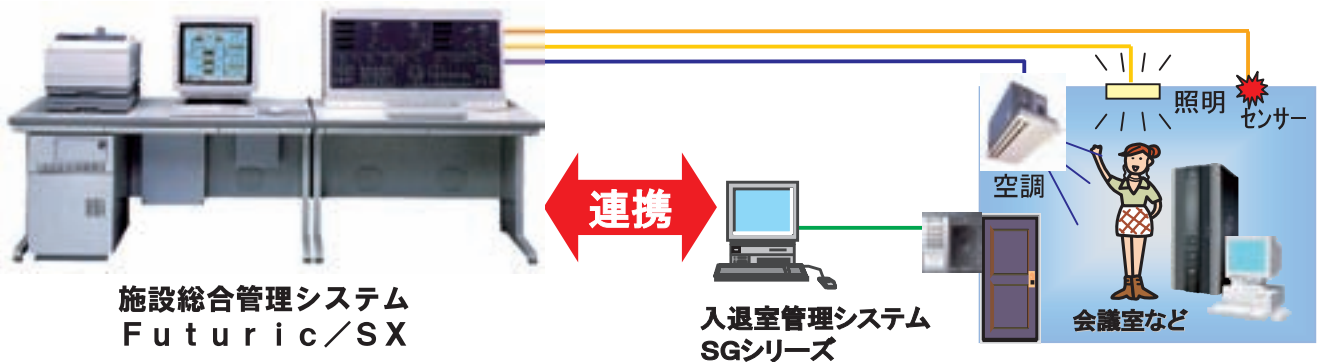 照明
センサー
空調
連携
施設総合管理システム
Futuric／SX
入退室管理システム
SGシリーズ
会議室など